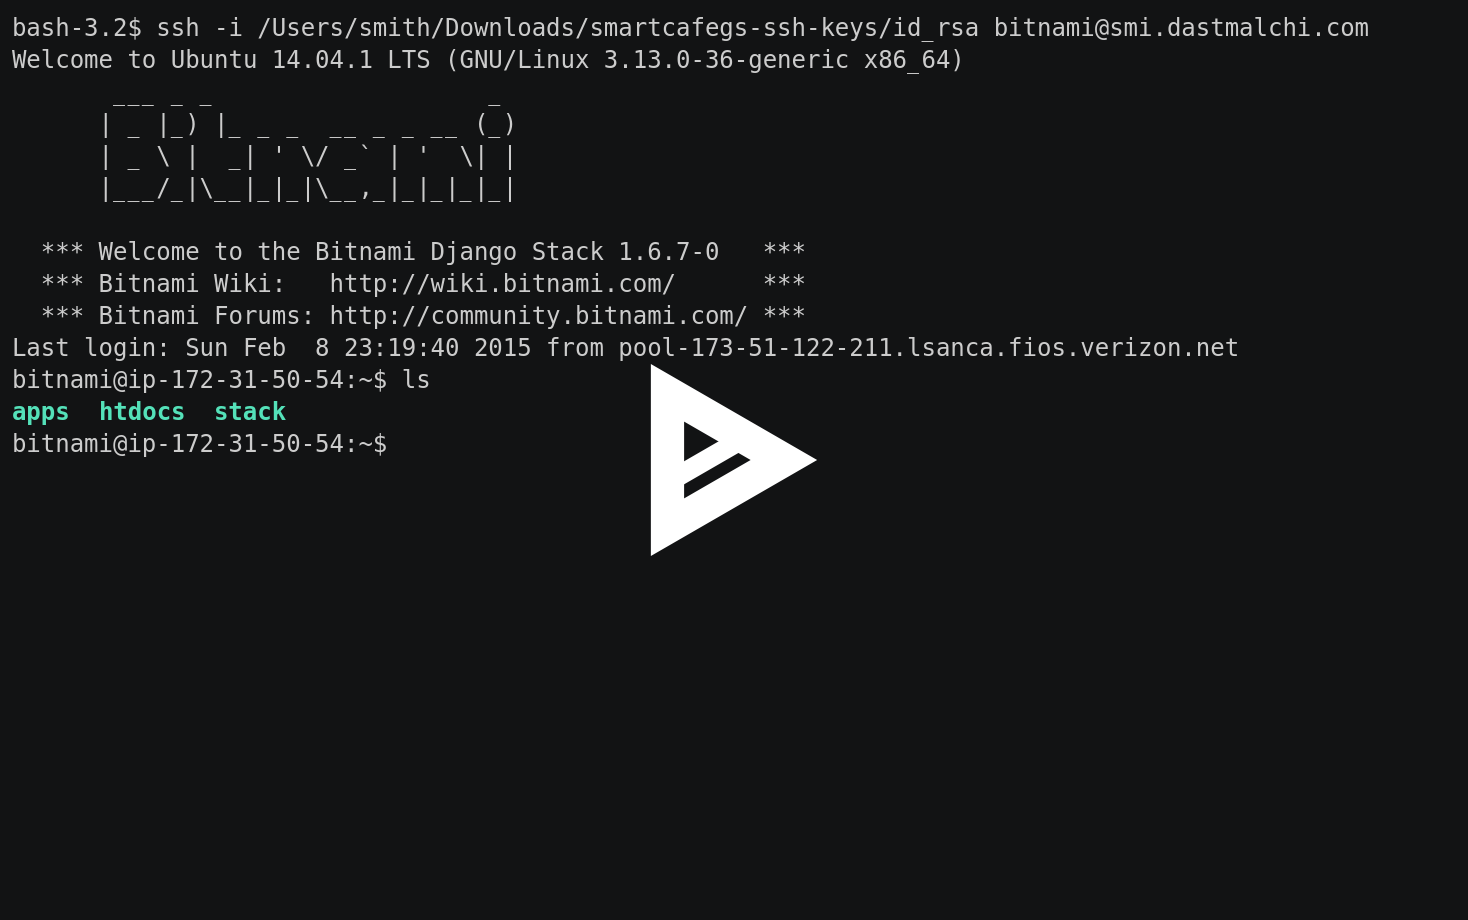 bash-3.2$ ssh -i /Users/smith/Downloads/smartcafegs-ssh-keys/id_rsa bitnami@smi.dastmalchi.com
Welcome to Ubuntu 14.04.1 LTS (GNU/Linux 3.13.0-36-generic x86_64)
       ___ _ _                   _
      | _ |_) |_ _ _  __ _ _ __ (_)
      | _ \ |  _| ' \/ _` | '  \| |
      |___/_|\__|_|_|\__,_|_|_|_|_|

  *** Welcome to the Bitnami Django Stack 1.6.7-0   ***
  *** Bitnami Wiki:   http://wiki.bitnami.com/      ***
  *** Bitnami Forums: http://community.bitnami.com/ ***
Last login: Sun Feb  8 23:19:40 2015 from pool-173-51-122-211.lsanca.fios.verizon.net
bitnami@ip-172-31-50-54:~$ ls
apps  htdocs  stack
bitnami@ip-172-31-50-54:~$